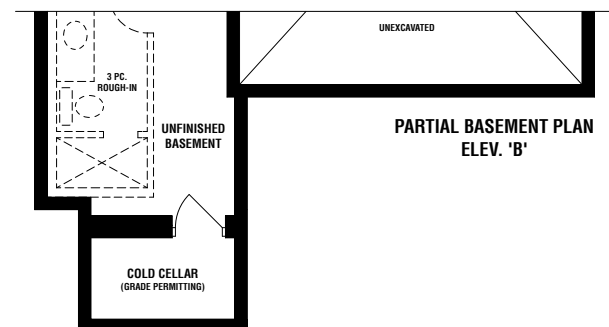 UNEXCAVATED
3 PC.
ROUGH-IN
UNFINISHED
BASEMENT
PARTIAL BASEMENT PLAN
ELEV. 'B'
COLD CELLAR
(GRADE PERMITTING)